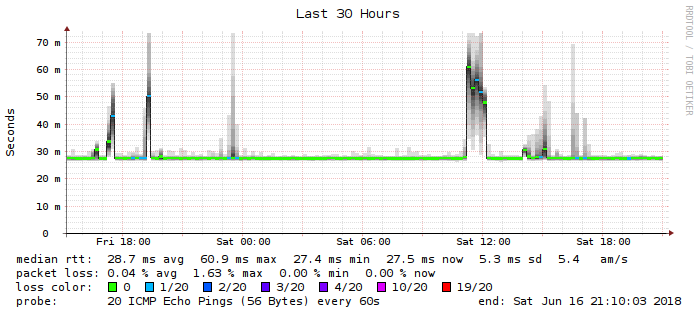 Last 30 Hours
RRDTOOL / TOBI OETIKER
Seconds
70 m
60 m
50 m
40 m
30 m
20 m
10 m
0
Fri 18:00 Sat 00:00 Sat 06:00 Sat 12:00 Sat 18:00
median rtt: 28.7 ms avg 60.9 ms max 27.4 ms min 27.5 ms now 5.3 ms sd 5.4 am/s
packet loss: 0.04 % avg 1.63 % max 0.00 % min 0.00 % now
loss color: 0 1/20 2/20 3/20 4/20 10/20 19/20
probe: 20 ICMP Echo Pings (56 Bytes) every 60s end: Sat Jun 16 21:10:03 2018